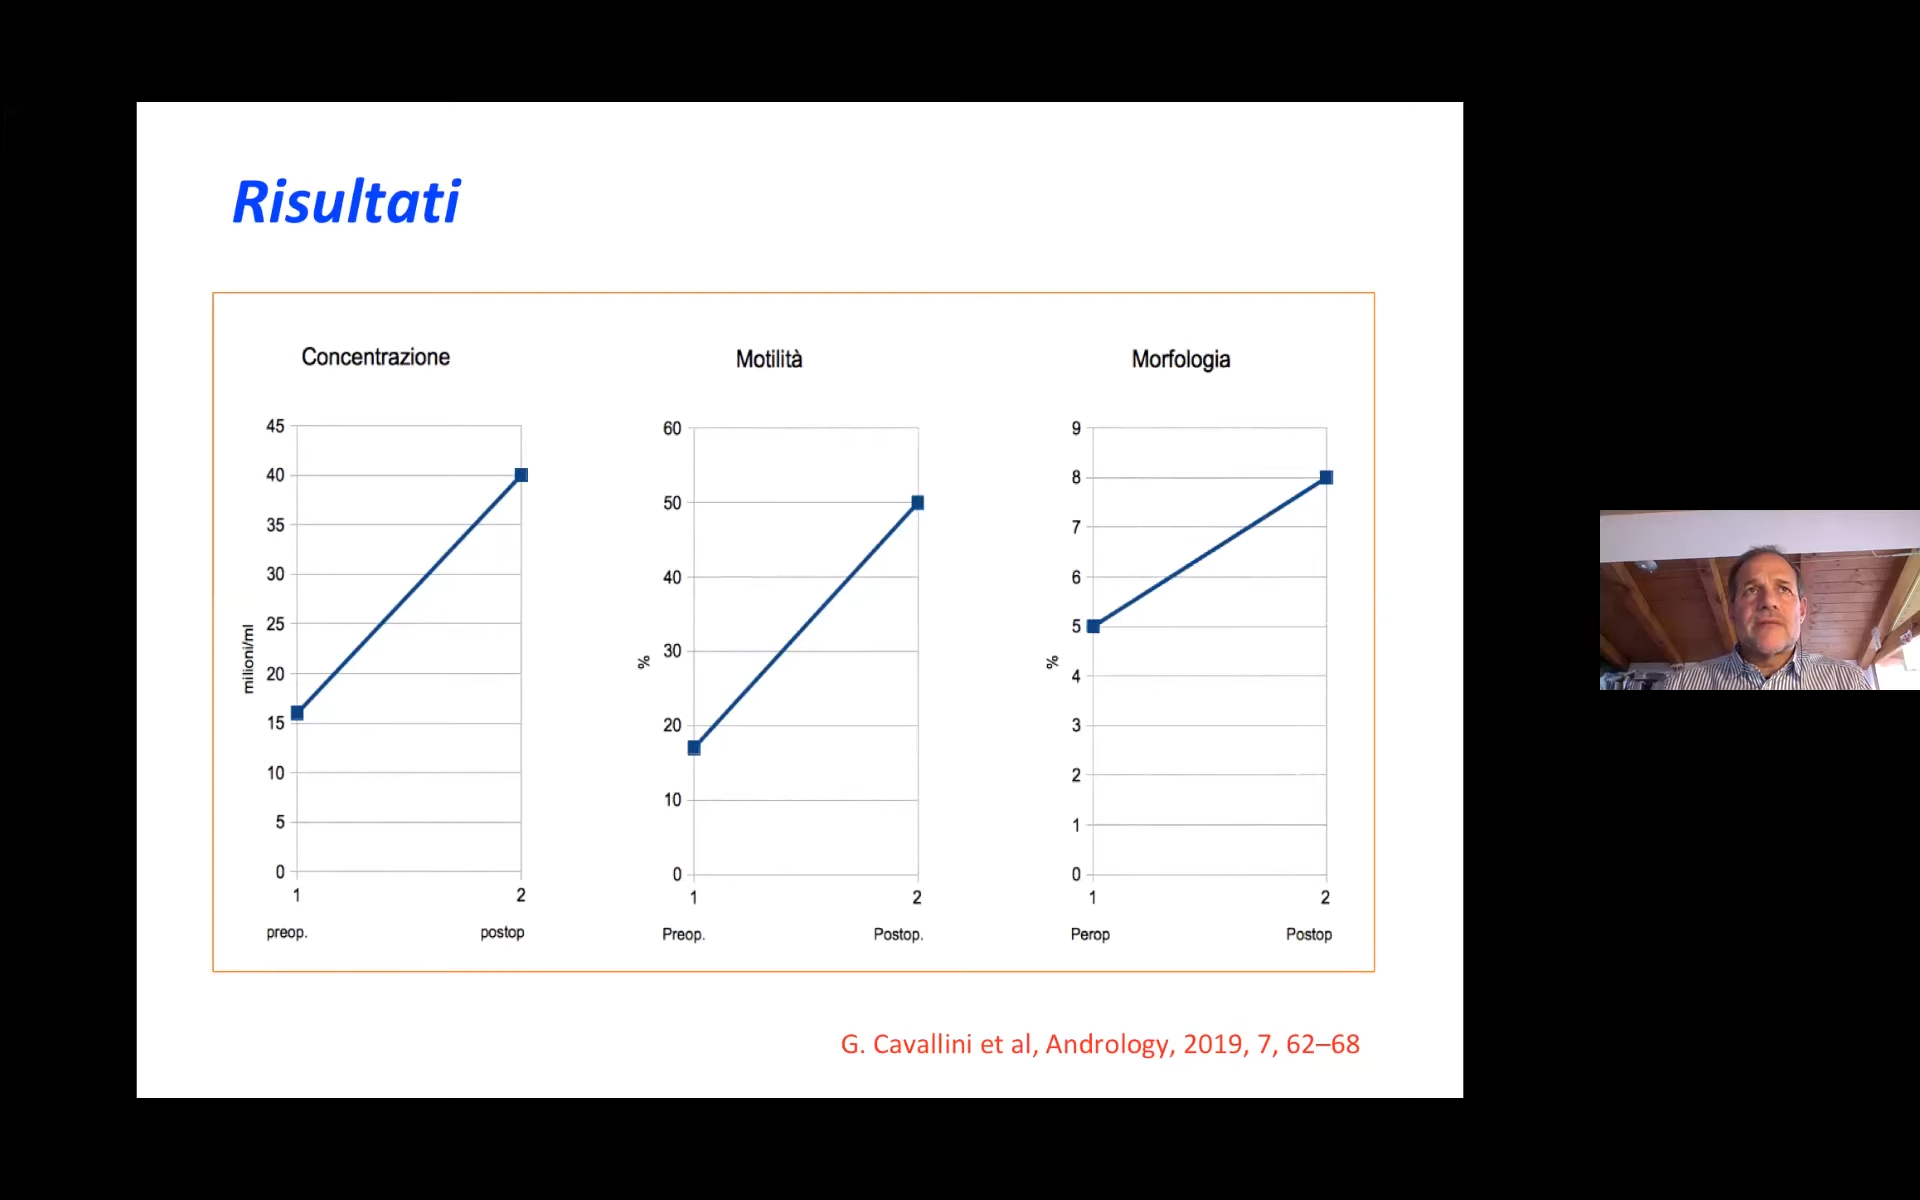 Risultati
Concentrazione
45
40
35
30
25
20
15
10
5
0
milioni/ml
1
2
preop.
postop
Motilità
60
50
40
30
20
10
0
%
1
2
Preop.
Postop.
Morfologia
9
8
7
6
5
4
3
2
1
0
%
1
2
Perop
Postop
G. Cavallini et al, Andrology, 2019, 7, 62–68